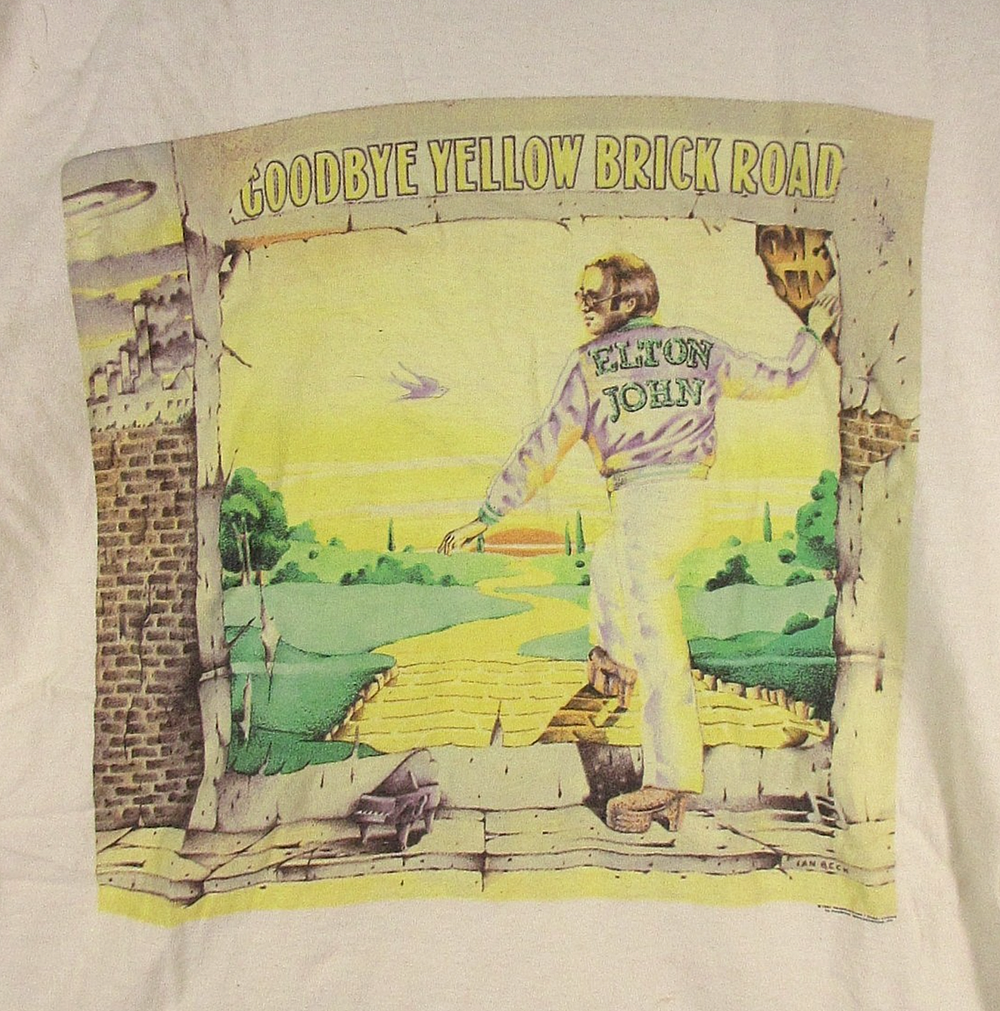 GOODBYE YELLOW BRICK ROAD
ELTON
JOHN
IAN BECK